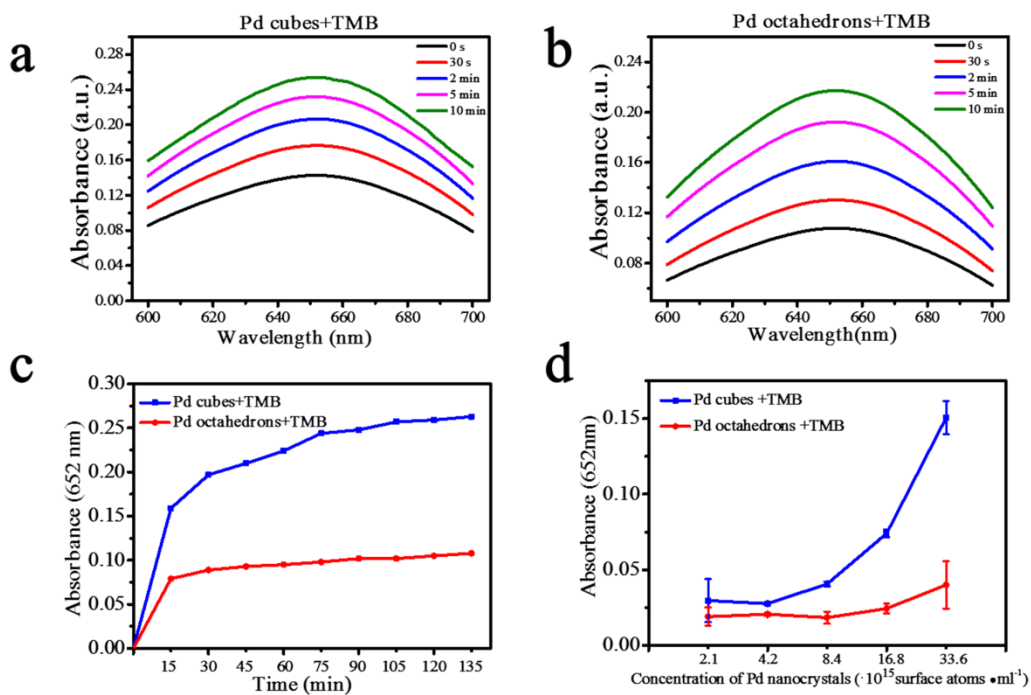 a
Pd cubes+TMB
0 s
30 s
2 min
5 min
10 min
Absorbance (a.u.)
0.28
0.24
0.20
0.16
0.12
0.08
0.04
0.00
600 620 640 660 680 700
Wavelength (nm)
b
Pd octahedrons+TMB
0 s
30 s
2 min
5 min
10 min
Absorbance (a.u.)
0.24
0.20
0.16
0.12
0.08
600 620 640 660 680 700
Wavelength(nm)
c
Pd cubes+TMB
Pd octahedrons+TMB
Absorbance (652 nm)
0.30
0.25
0.20
0.15
0.10
0.05
0.00
15 30 45 60 75 90 105 120 135
Time (min)
d
Pd cubes +TMB
Pd octahedrons +TMB
Absorbance (652nm)
0.15
0.10
0.05
0.00
2.1 4.2 8.4 16.8 33.6
Concentration of Pd nanocrystals (·10¹⁵surface atoms •ml⁻¹)